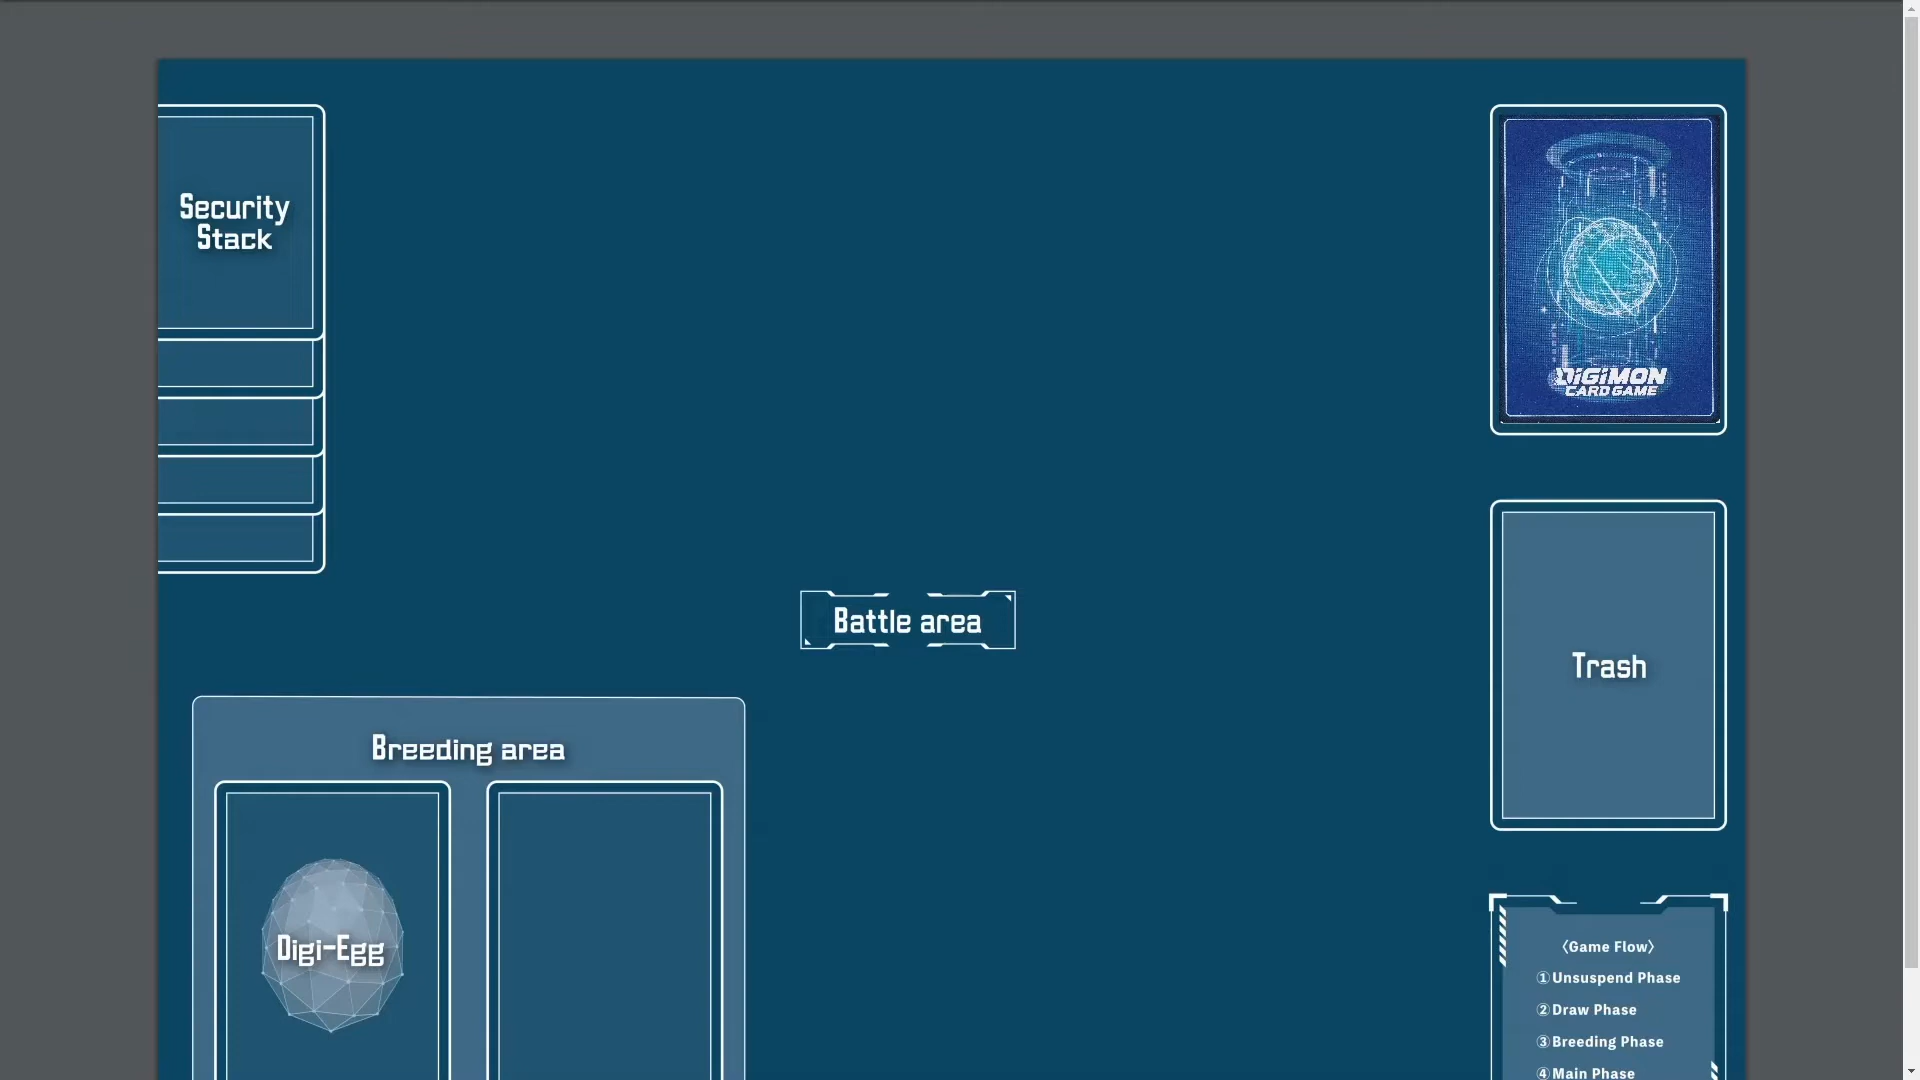 Security
Stack
DIGIMON
CARD GAME
Battle area
Trash
Breeding area
Digi-Egg
〈Game Flow〉
①Unsuspend Phase
②Draw Phase
③Breeding Phase
④Main Phase